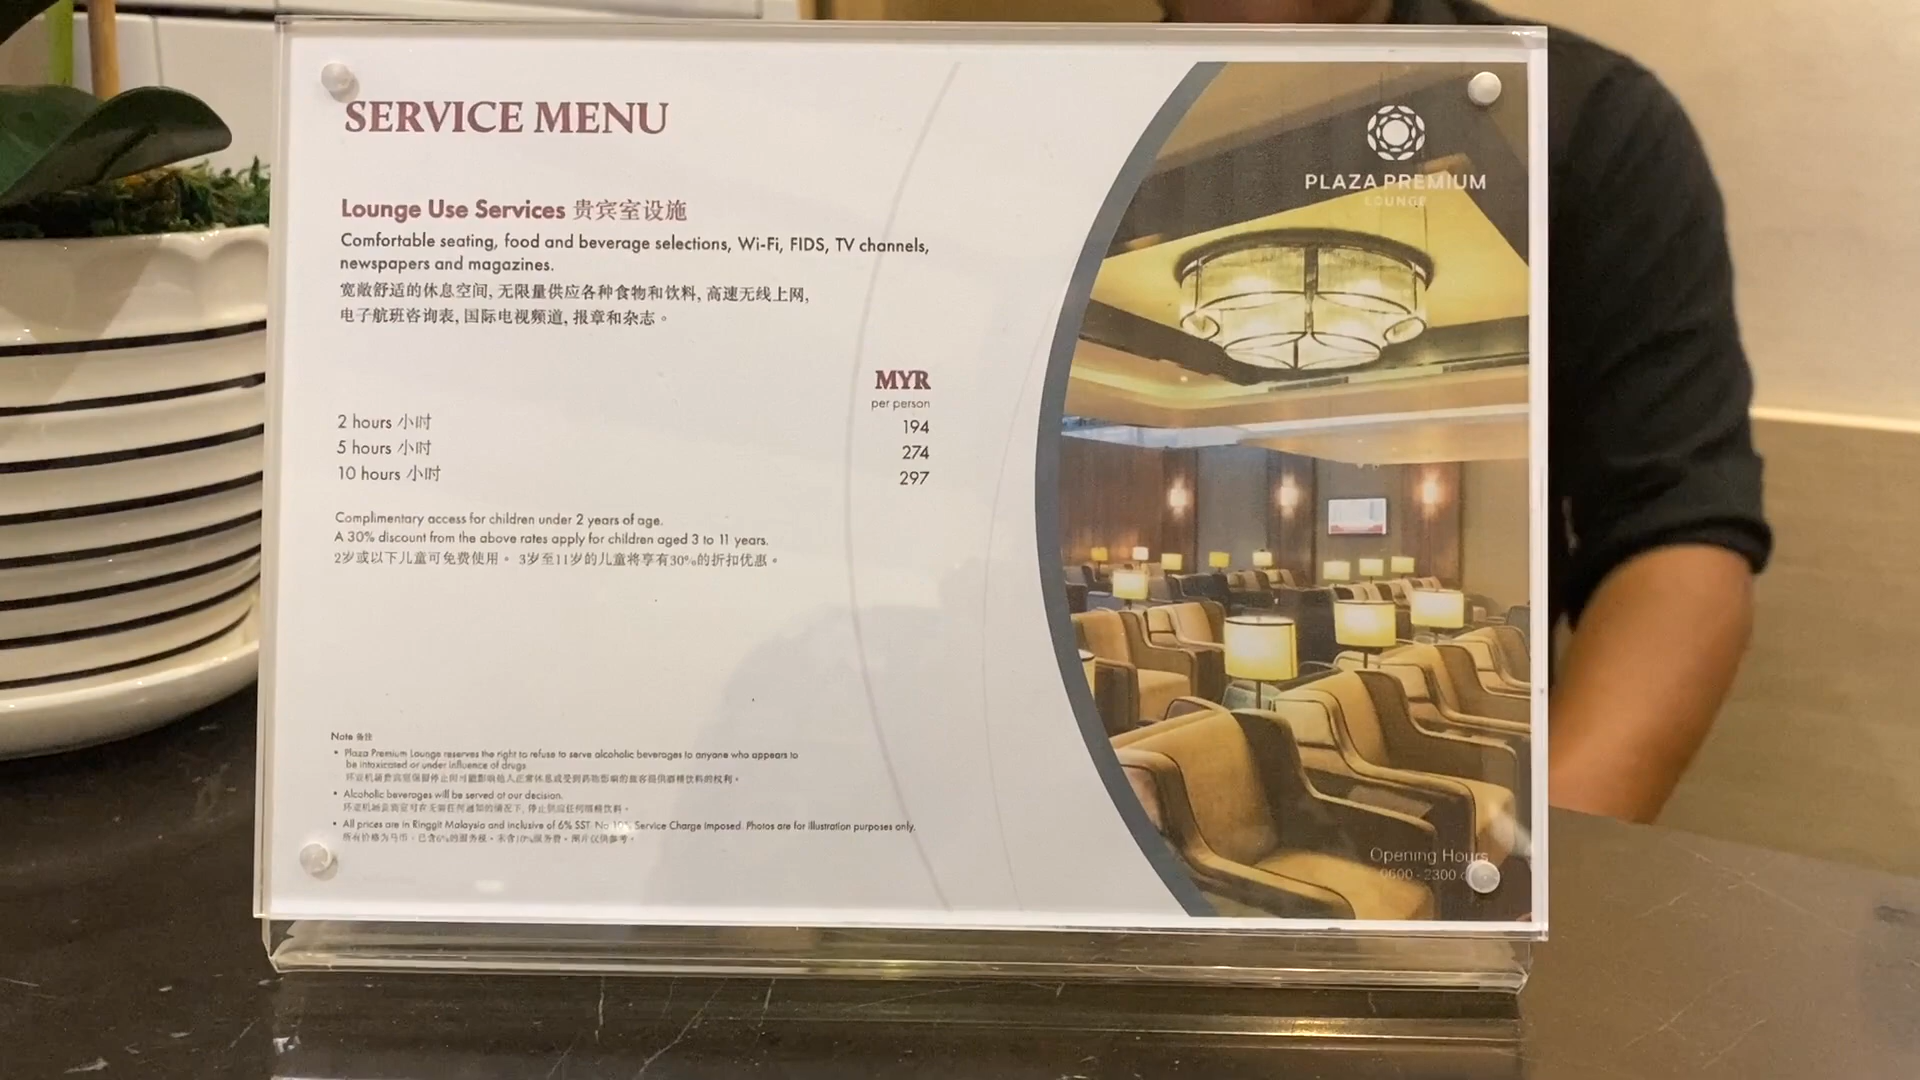 SERVICE MENU
PLAZA PREMIUM
LOUNGE
Lounge Use Services 贵宾室设施
Comfortable seating, food and beverage selections, Wi-Fi, FIDS, TV channels,
newspapers and magazines.
宽敞舒适的休息空间, 无限量供应各种食物和饮料, 高速无线上网,
电子航班咨询表, 国际电视频道, 报章和杂志。
MYR
per person
2 hours 小时 194
5 hours 小时 274
10 hours 小时 297
Complimentary access for children under 2 years of age.
A 30% discount from the above rates apply for children aged 3 to 11 years.
2岁或以下儿童可免费使用。 3岁至11岁的儿童将享有30%的折扣优惠。
Note 备注
• Plaza Premium Lounge reserves the right to refuse to serve alcoholic beverages to anyone who appears to
be intoxicated or under influence of drugs
• Alcoholic beverages will be served at our decision.
• All prices are in Ringgit Malaysia and inclusive of 6% SST. No 10% Service Charge imposed. Photos are for illustration purposes only.
Opening Hours
0600 - 2300